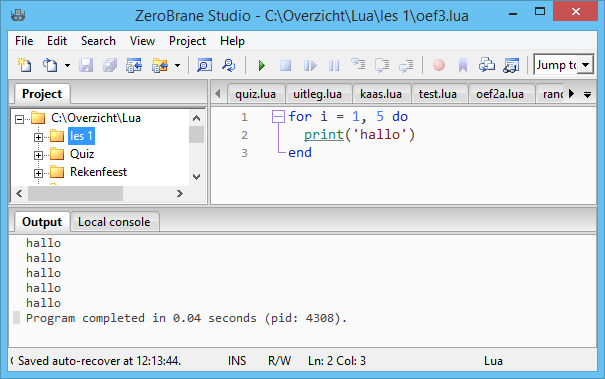 ZeroBrane Studio - C:\Overzicht\Lua\les 1\oef3.lua
File Edit Search View Project Help
Jump to
Project
quiz.lua uitleg.lua kaas.lua test.lua oef2a.lua rand
C:\Overzicht\Lua
les 1
Quiz
Rekenfeest
1 for i = 1, 5 do
2 print('hallo')
3 end
Output Local console
hallo
hallo
hallo
hallo
hallo
Program completed in 0.04 seconds (pid: 4308).
Saved auto-recover at 12:13:44. INS R/W Ln: 2 Col: 3 Lua